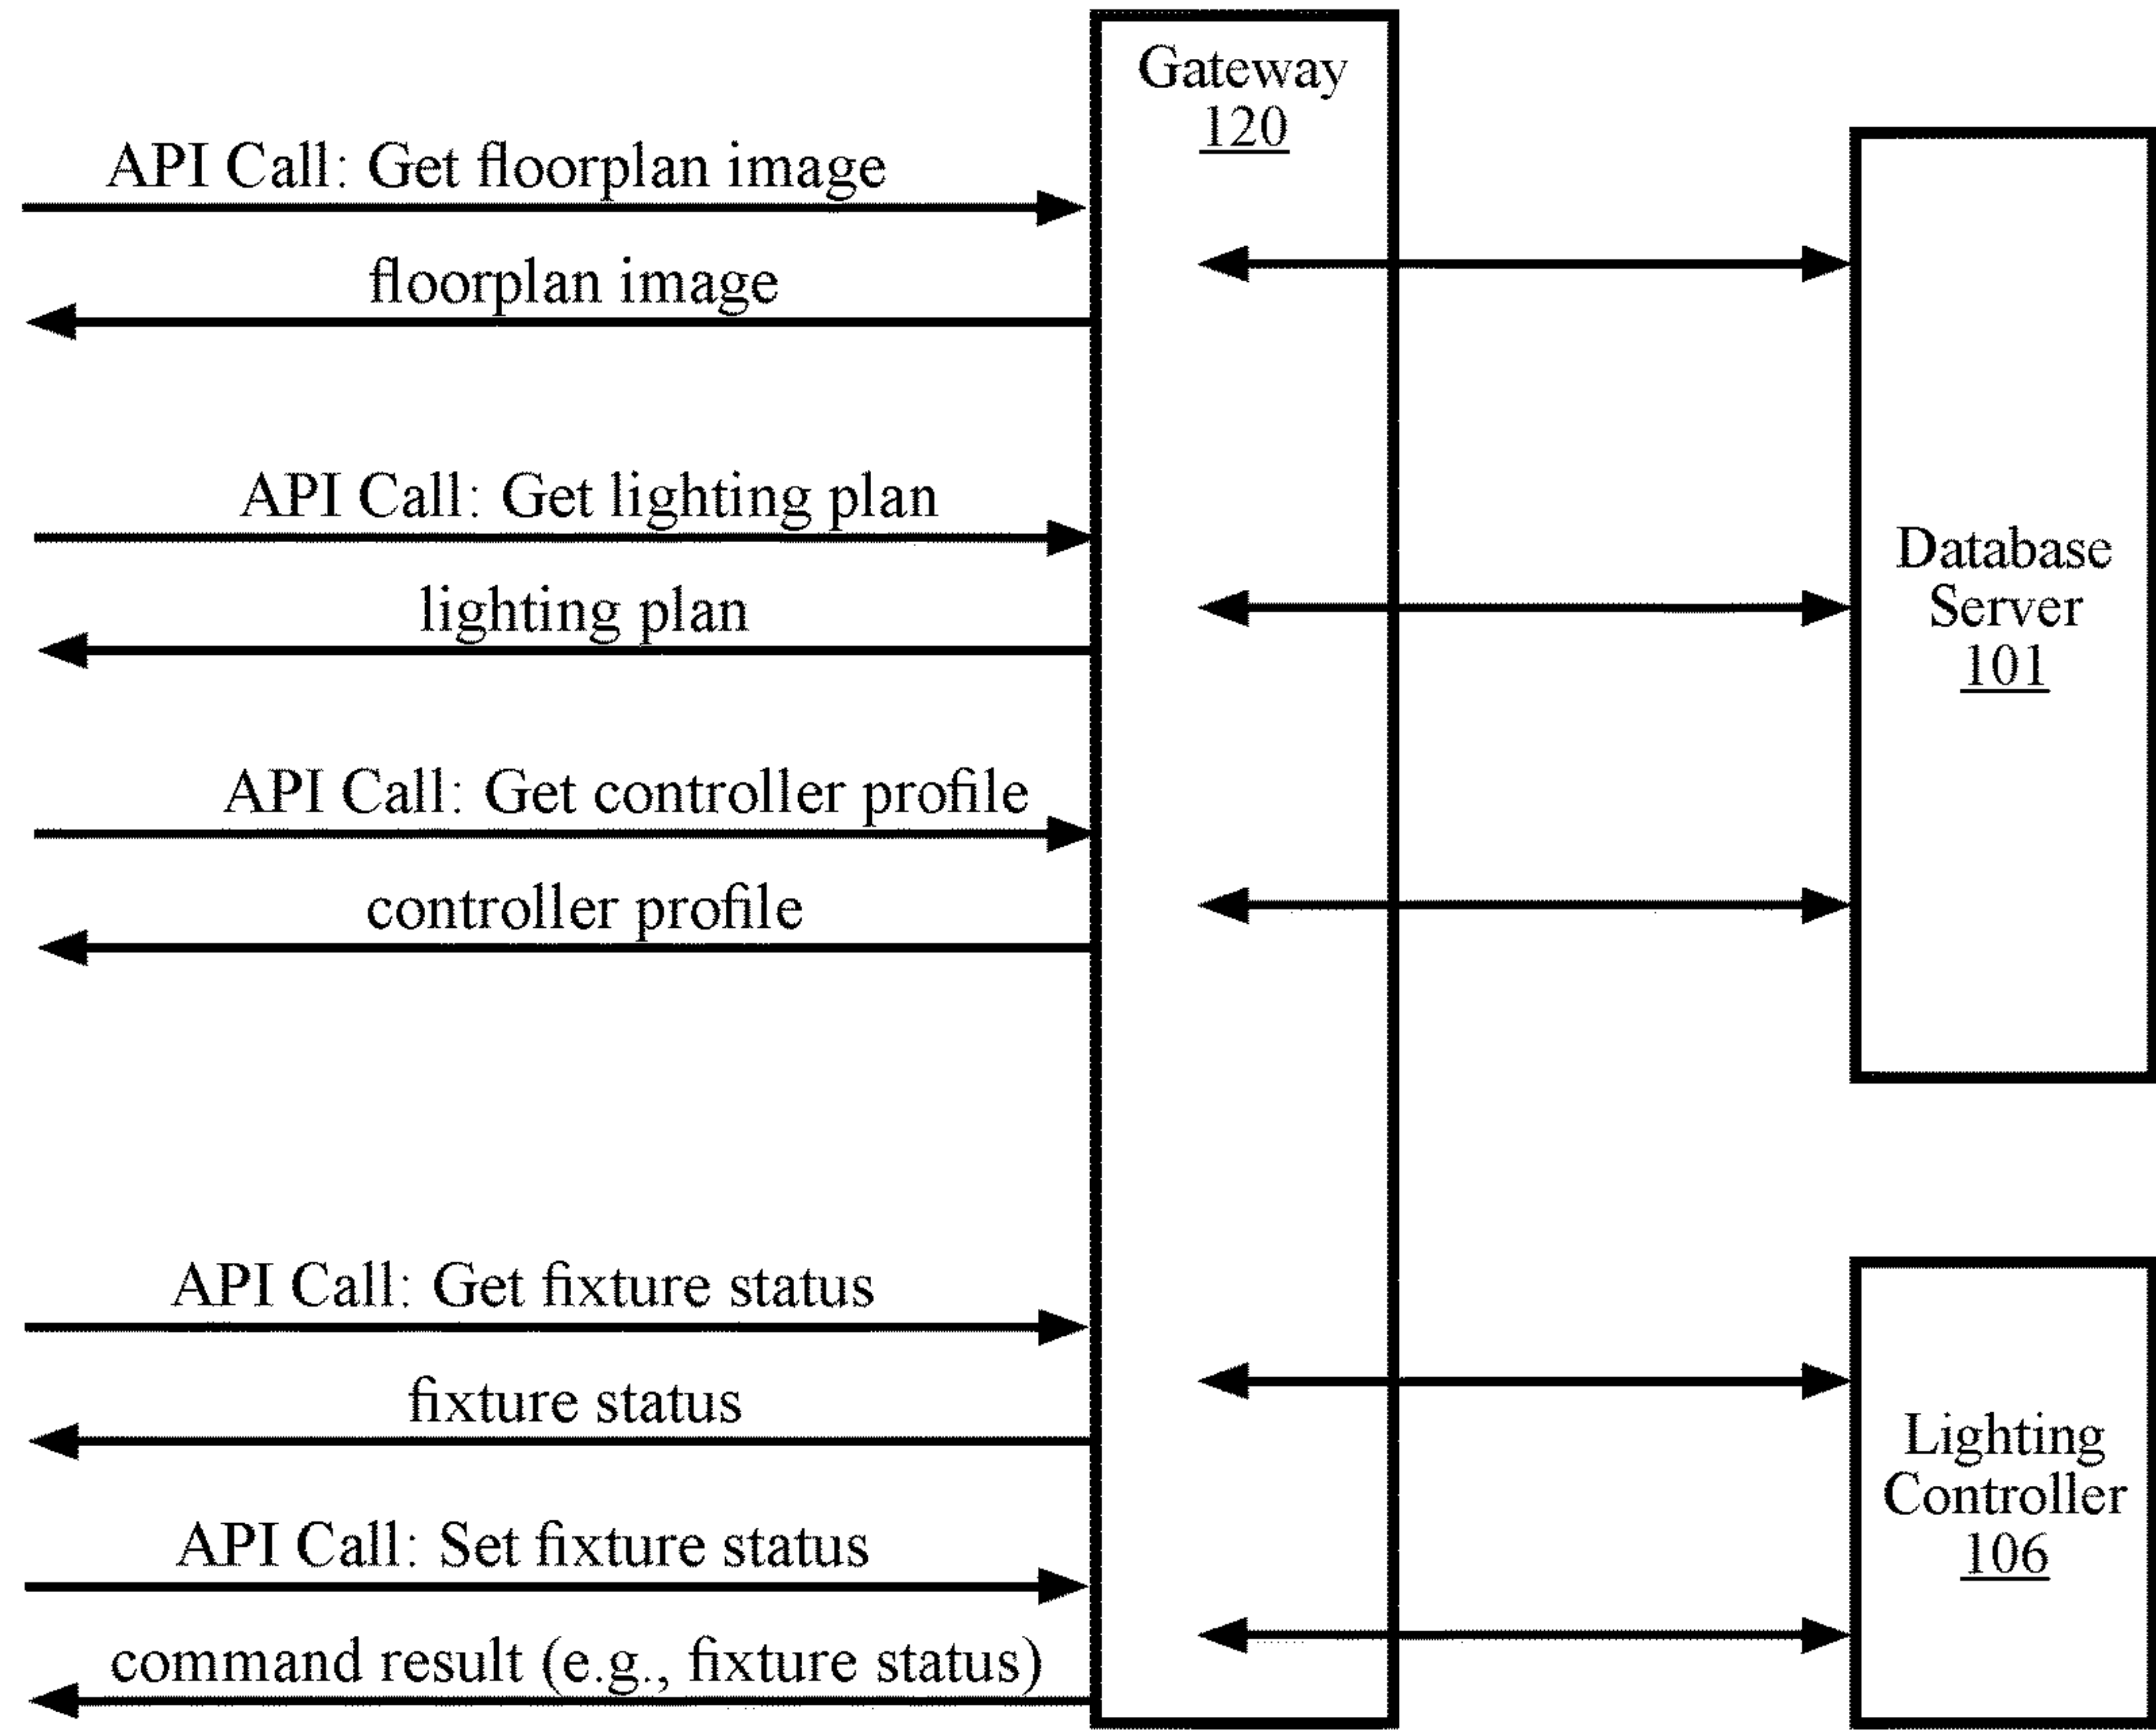 Gateway
120
API Call: Get floorplan image
floorplan image
API Call: Get lighting plan
lighting plan
API Call: Get controller profile
controller profile
Database
Server
101
API Call: Get fixture status
fixture status
API Call: Set fixture status
command result (e.g., fixture status)
Lighting
Controller
106